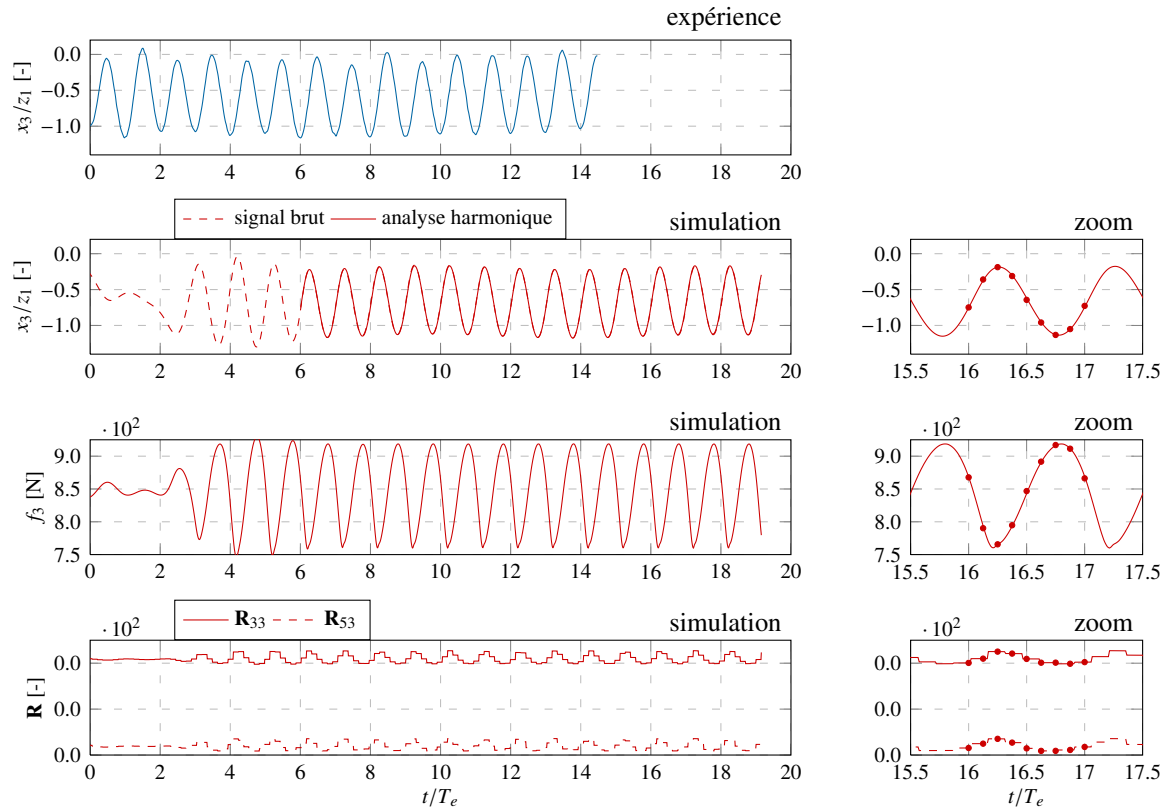 expérience
x₃/z₁ [-]
0.0
−0.5
−1.0
0 2 4 6 8 10 12 14 16 18 20
signal brut analyse harmonique
simulation
zoom
x₃/z₁ [-]
0.0
−0.5
−1.0
0 2 4 6 8 10 12 14 16 18 20
0.0
−0.5
−1.0
15.5 16 16.5 17 17.5
· 10²
simulation
· 10²
zoom
f₃ [N]
9.0
8.5
8.0
7.5
0 2 4 6 8 10 12 14 16 18 20
9.0
8.5
8.0
7.5
15.5 16 16.5 17 17.5
R₃₃ R₅₃
· 10²
simulation
· 10²
zoom
R [-]
0.0
0.0
0.0
0 2 4 6 8 10 12 14 16 18 20
t/Tₑ
0.0
0.0
0.0
15.5 16 16.5 17 17.5
t/Tₑ